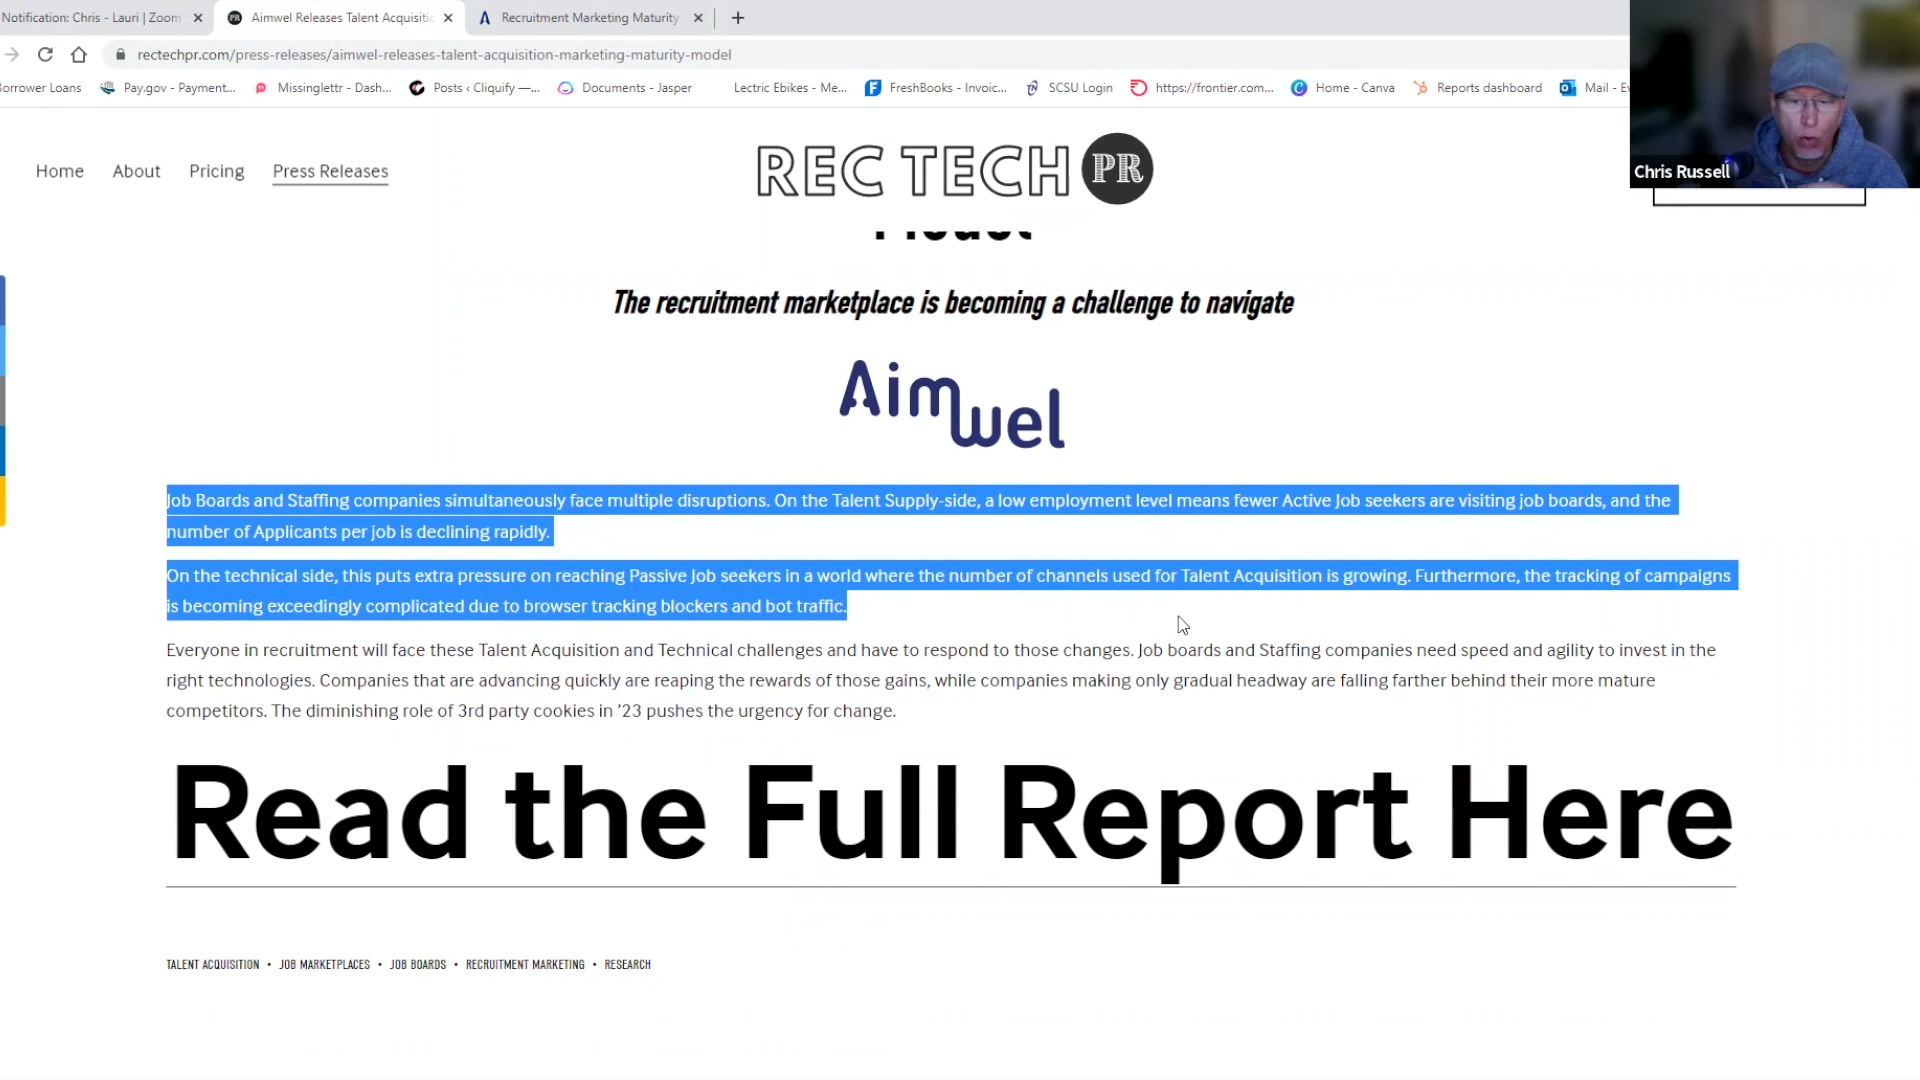 Notification: Chris - Lauri | Zoom
Aimwel Releases Talent Acquisitic
Recruitment Marketing Maturity
rectechpr.com/press-releases/aimwel-releases-talent-acquisition-marketing-maturity-model
orrower Loans
Pay.gov - Payment...
Missinglettr - Dash...
Posts ‹ Cliquify —...
Documents - Jasper
Lectric Ebikes - Me...
FreshBooks - Invoic...
SCSU Login
https://frontier.com...
Home - Canva
Reports dashboard
Mail - Ev
Chris Russell
Home
About
Pricing
Press Releases
REC TECH PR
The recruitment marketplace is becoming a challenge to navigate
Aimwel
Job Boards and Staffing companies simultaneously face multiple disruptions. On the Talent Supply-side, a low employment level means fewer Active Job seekers are visiting job boards, and the
number of Applicants per job is declining rapidly.
On the technical side, this puts extra pressure on reaching Passive Job seekers in a world where the number of channels used for Talent Acquisition is growing. Furthermore, the tracking of campaigns
is becoming exceedingly complicated due to browser tracking blockers and bot traffic.
Everyone in recruitment will face these Talent Acquisition and Technical challenges and have to respond to those changes. Job boards and Staffing companies need speed and agility to invest in the
right technologies. Companies that are advancing quickly are reaping the rewards of those gains, while companies making only gradual headway are falling farther behind their more mature
competitors. The diminishing role of 3rd party cookies in ’23 pushes the urgency for change.
Read the Full Report Here
TALENT ACQUISITION • JOB MARKETPLACES • JOB BOARDS • RECRUITMENT MARKETING • RESEARCH